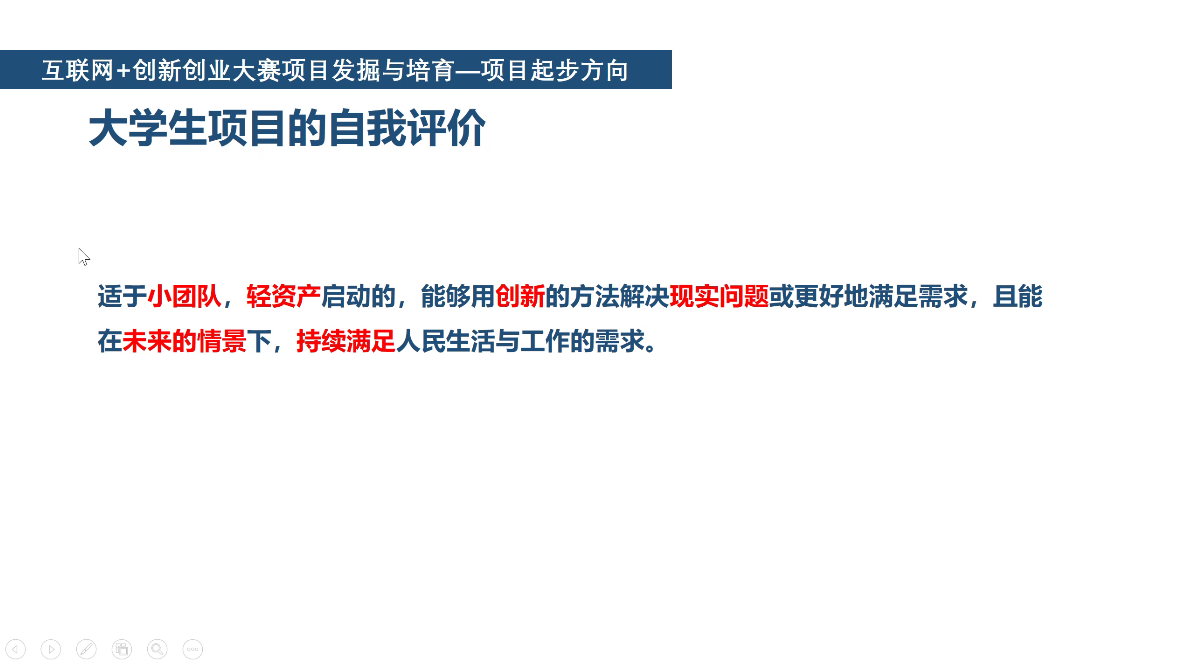 互联网+创新创业大赛项目发掘与培育—项目起步方向
大学生项目的自我评价
适于小团队，轻资产启动的，能够用创新的方法解决现实问题或更好地满足需求，且能
在未来的情景下，持续满足人民生活与工作的需求。